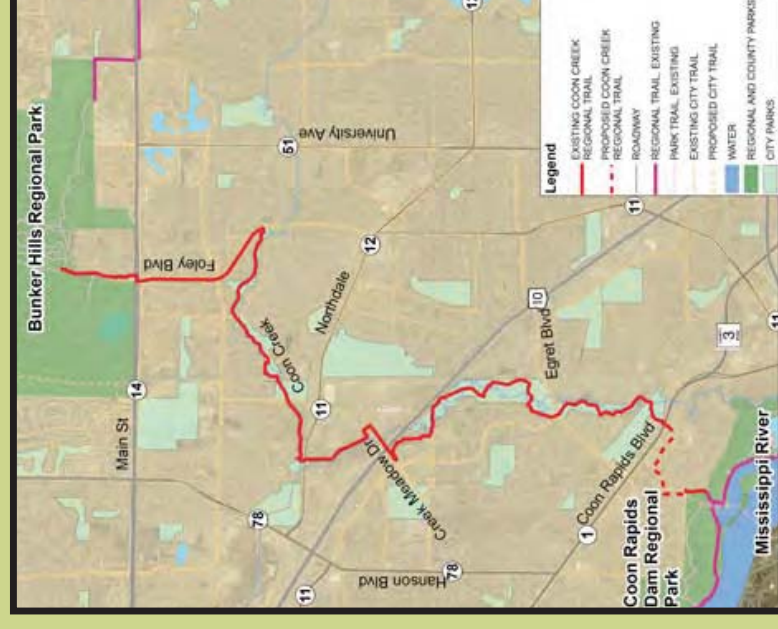 Bunker Hills Regional Park
Main St
14
Foley Blvd
University Ave
51
Coon Creek
Northdale
12
11
78
11
Creek Meadow Dr
10
Egret Blvd
11
Hanson Blvd
78
1
Coon Rapids Blvd
3
Coon Rapids
Dam Regional
Park
Mississippi River
Legend
EXISTING COON CREEK
REGIONAL TRAIL
PROPOSED COON CREEK
REGIONAL TRAIL
ROADWAY
REGIONAL TRAIL, EXISTING
PARK TRAIL, EXISTING
EXISTING CITY TRAIL
PROPOSED CITY TRAIL
WATER
REGIONAL AND COUNTY PARKS
CITY PARKS